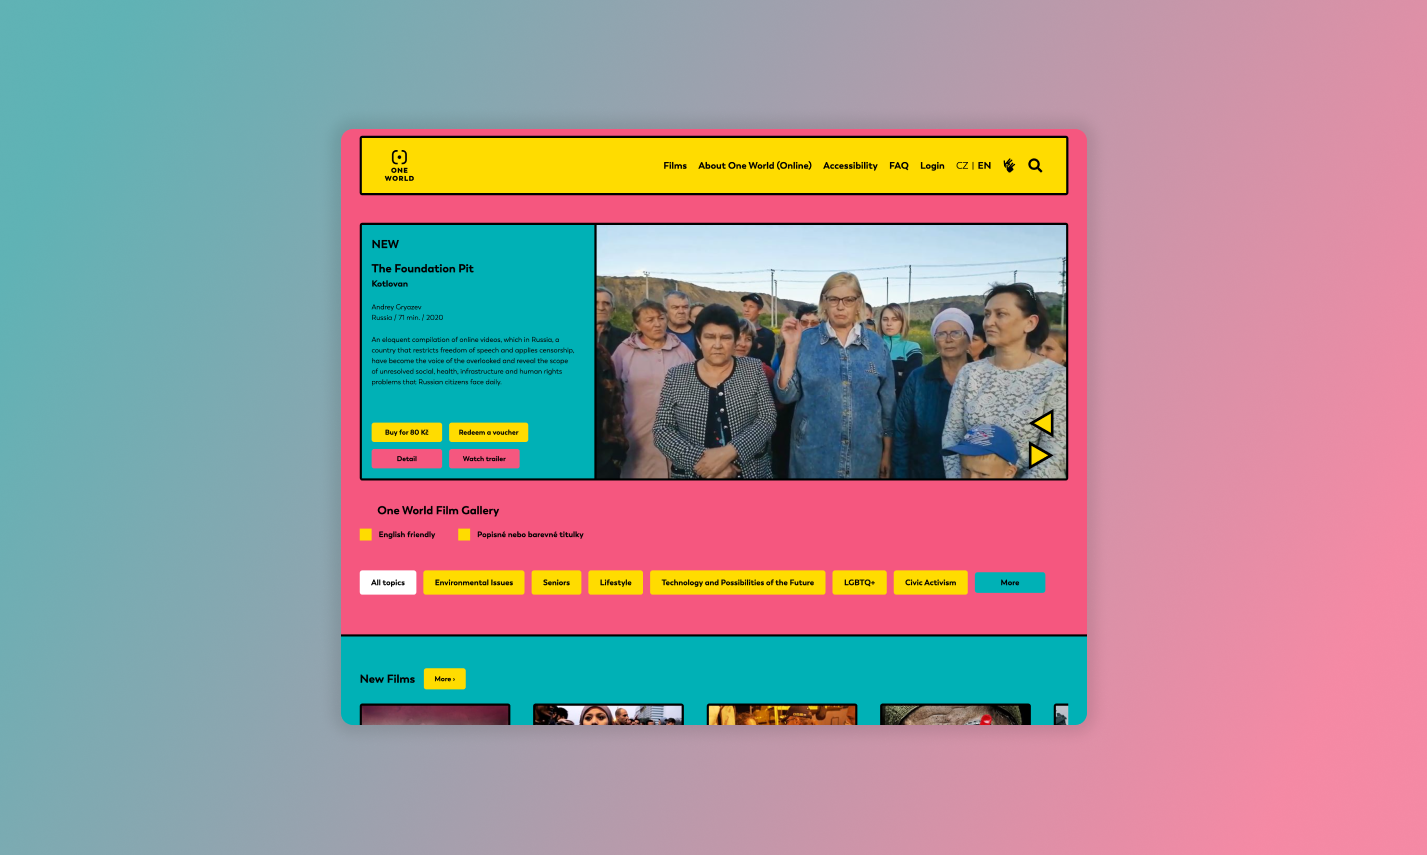 ONE
WORLD
Films About One World (Online) Accessibility FAQ Login CZ | EN
NEW
The Foundation Pit
Kotlovan
Andrey Gryazev
Russia / 71 min. / 2020
An eloquent compilation of online videos, which in Russia, a
country that restricts freedom of speech and applies censorship,
have become the voice of the overlooked and reveal the scope
of unresolved social, health, infrastructure and human rights
problems that Russian citizens face daily.
Buy for 80 Kč Redeem a voucher
Detail Watch trailer
One World Film Gallery
English friendly Popisné nebo barevné titulky
All topics Environmental Issues Seniors Lifestyle Technology and Possibilities of the Future LGBTQ+ Civic Activism More
New Films More ›